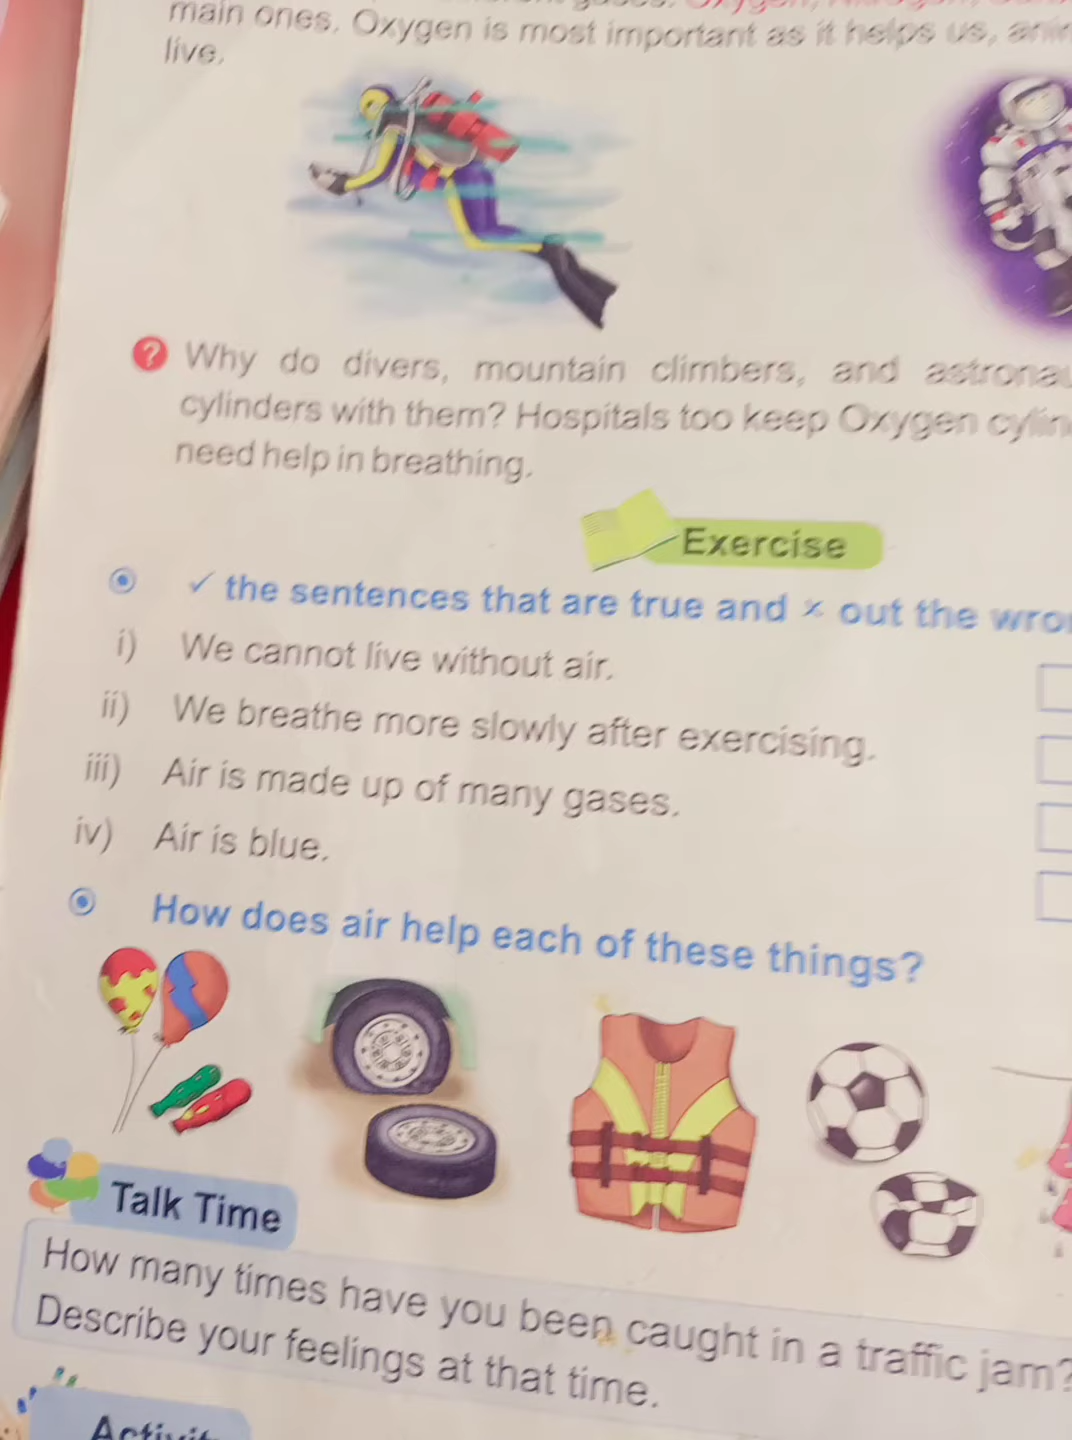 main ones. Oxygen is most important as it helps us,
live.
? Why do divers, mountain climbers, and
cylinders with them? Hospitals too keep Oxygen
need help in breathing.
Exercise
✓ the sentences that are true and × out the
i) We cannot live without air.
ii) We breathe more slowly after exercising.
iii) Air is made up of many gases.
iv) Air is blue.
How does air help each of these things?
Talk Time
How many times have you been caught in a traffic jam?
Describe your feelings at that time.